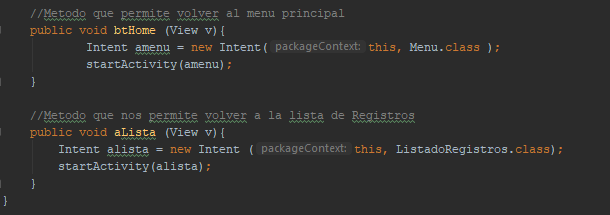 //Metodo que permite volver al menu principal
public void btHome (View v){
Intent amenu = new Intent( packageContext: this, Menu.class );
startActivity(amenu);
}
//Metodo que nos permite volver a la lista de Registros
public void aLista (View v){
Intent alista = new Intent ( packageContext: this, ListadoRegistros.class);
startActivity(alista);
}
}